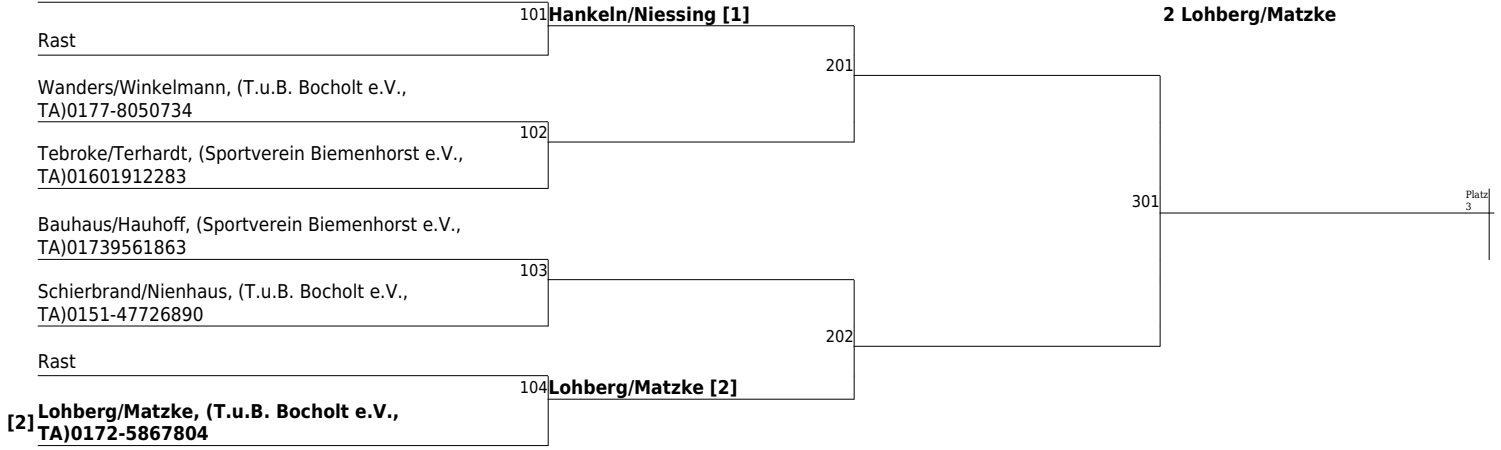 101 Hankeln/Niessing [1]
2 Lohberg/Matzke
Rast
201
Wanders/Winkelmann, (T.u.B. Bocholt e.V.,
TA)0177-8050734
102
Tebroke/Terhardt, (Sportverein Biemenhorst e.V.,
TA)01601912283
301
Platz
3
Bauhaus/Hauhoff, (Sportverein Biemenhorst e.V.,
TA)01739561863
103
Schierbrand/Nienhaus, (T.u.B. Bocholt e.V.,
TA)0151-47726890
202
Rast
104 Lohberg/Matzke [2]
[2] Lohberg/Matzke, (T.u.B. Bocholt e.V.,
TA)0172-5867804